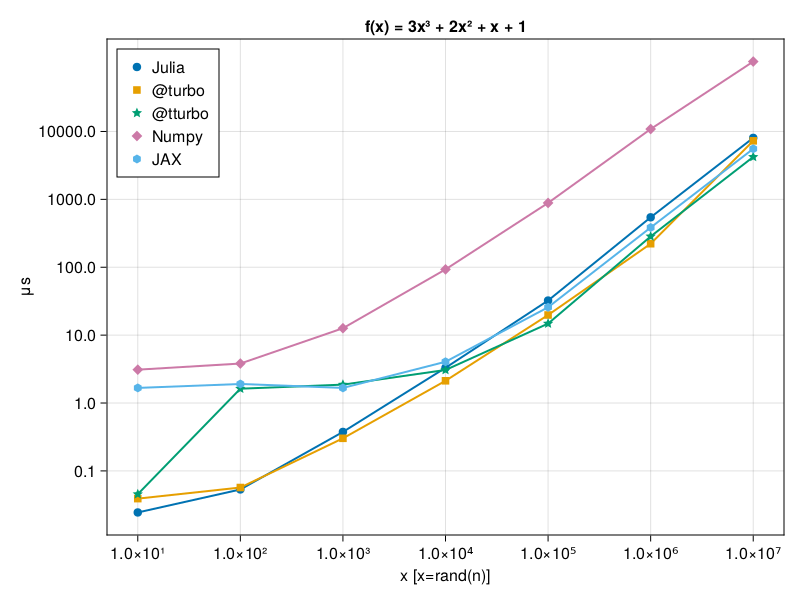 f(x) = 3x³ + 2x² + x + 1
Julia
@turbo
@tturbo
Numpy
JAX
10000.0
1000.0
100.0
10.0
1.0
0.1
μs
1.0×10¹ 1.0×10² 1.0×10³ 1.0×10⁴ 1.0×10⁵ 1.0×10⁶ 1.0×10⁷
x [x=rand(n)]